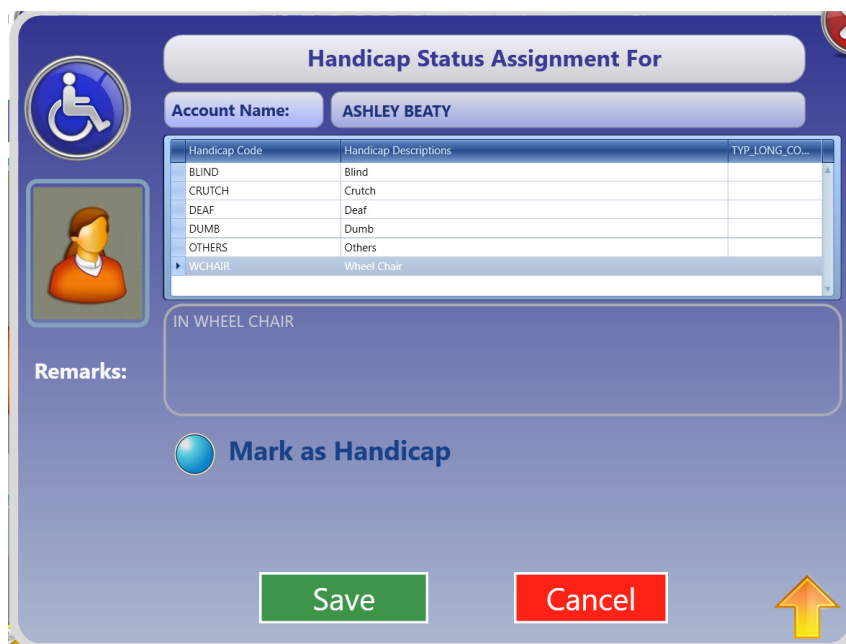 Handicap Status Assignment For
Account Name: ASHLEY BEATY
Handicap Code Handicap Descriptions TYP_LONG_CO...
BLIND Blind
CRUTCH Crutch
DEAF Deaf
DUMB Dumb
OTHERS Others
WCHAIR Wheel Chair
IN WHEEL CHAIR
Remarks:
Mark as Handicap
Save Cancel